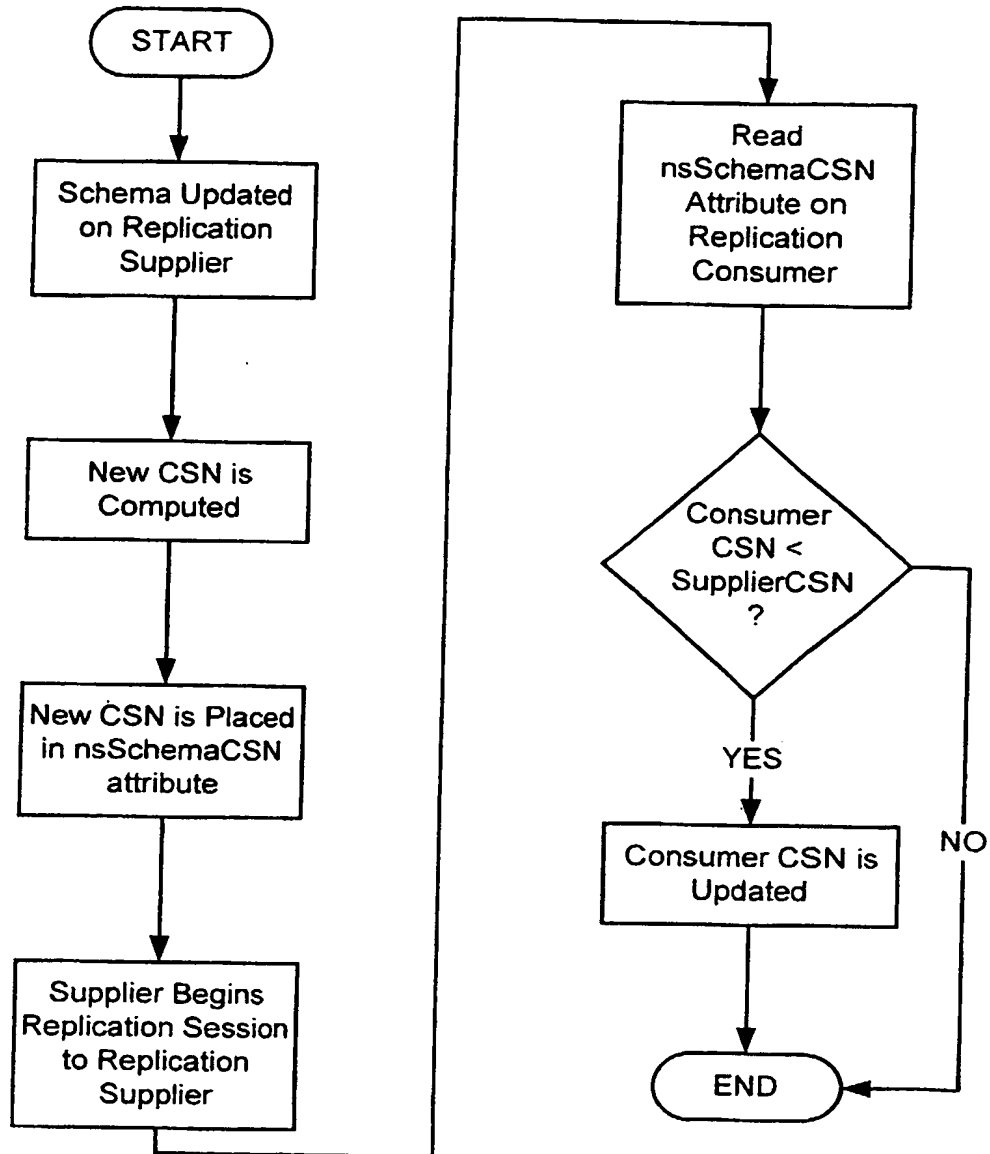 START
Schema Updated
on Replication
Supplier
New CSN is
Computed
New CSN is Placed
in nsSchemaCSN
attribute
Supplier Begins
Replication Session
to Replication
Supplier
Read
nsSchemaCSN
Attribute on
Replication
Consumer
Consumer
CSN <
SupplierCSN
?
YES
NO
Consumer CSN is
Updated
END